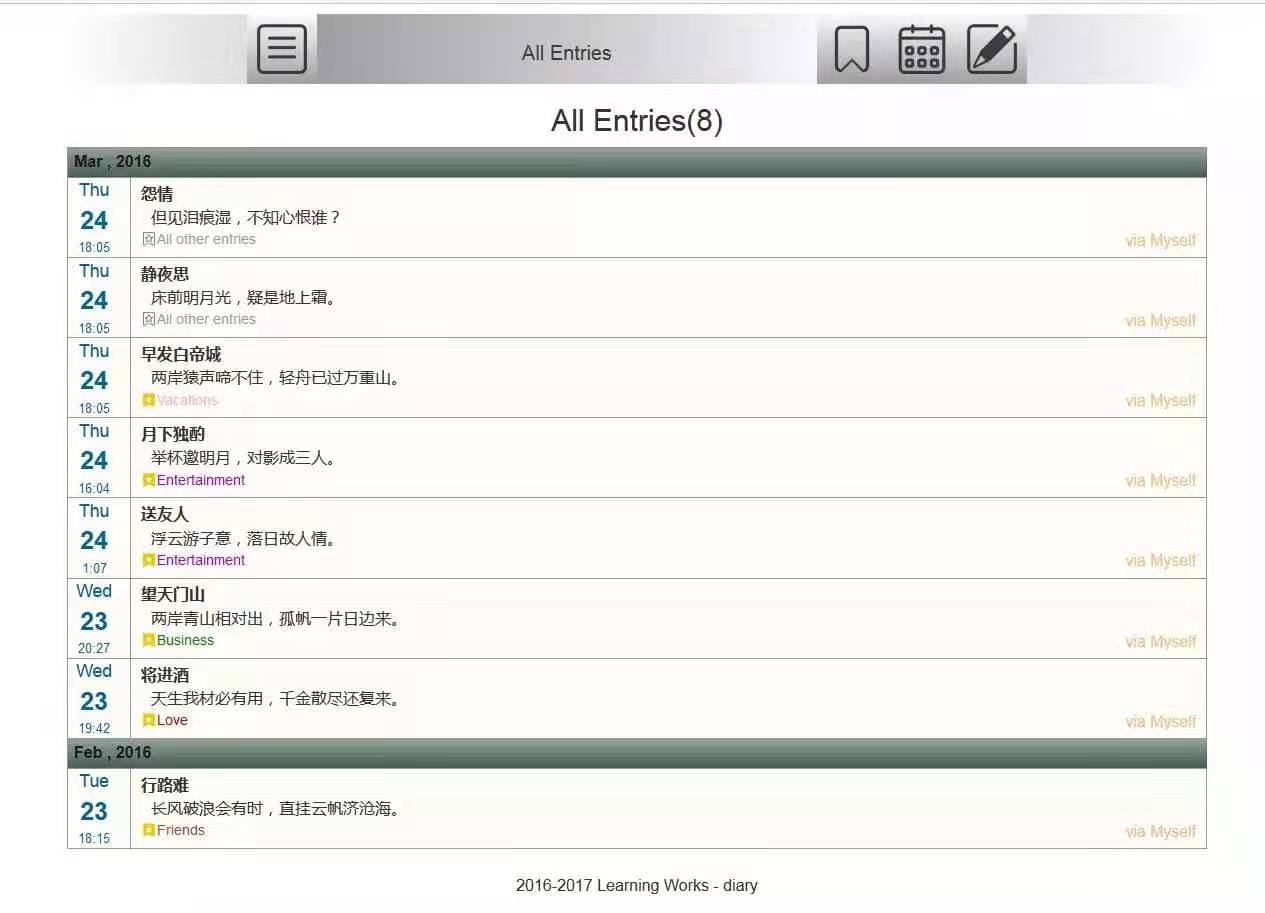 All Entries
All Entries(8)
Mar , 2016
Thu
24
18:05
怨情
但见泪痕湿，不知心恨谁？
All other entries
via Myself
Thu
24
18:05
静夜思
床前明月光，疑是地上霜。
All other entries
via Myself
Thu
24
18:05
早发白帝城
两岸猿声啼不住，轻舟已过万重山。
Vacations
via Myself
Thu
24
16:04
月下独酌
举杯邀明月，对影成三人。
Entertainment
via Myself
Thu
24
1:07
送友人
浮云游子意，落日故人情。
Entertainment
via Myself
Wed
23
20:27
望天门山
两岸青山相对出，孤帆一片日边来。
Business
via Myself
Wed
23
19:42
将进酒
天生我材必有用，千金散尽还复来。
Love
via Myself
Feb , 2016
Tue
23
18:15
行路难
长风破浪会有时，直挂云帆济沧海。
Friends
via Myself
2016-2017 Learning Works - diary